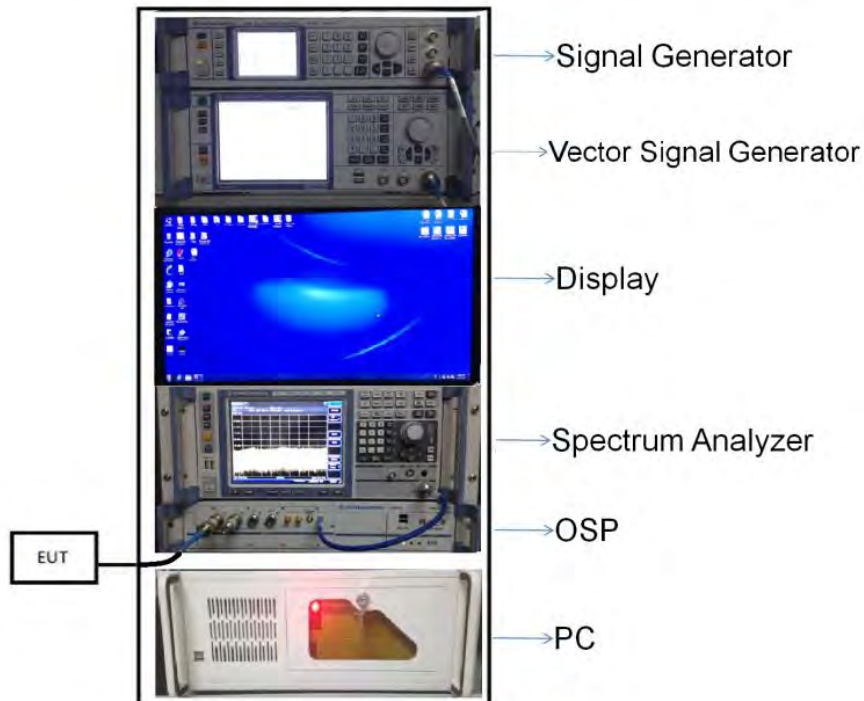 Signal Generator
Vector Signal Generator
Display
Spectrum Analyzer
OSP
EUT
PC